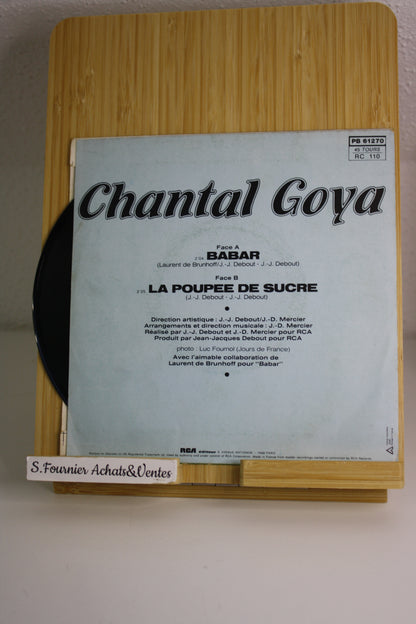 PB 61270
45 TOURS
RC 110
Chantal Goya
Face A
BABAR
(Laurent de Brunhoff/J.-J. Debout - J.-J. Debout)
Face B
LA POUPEE DE SUCRE
(J.-J. Debout - J.-J. Debout)
Direction artistique : J.-J. Debout/J.-D. Mercier
Arrangements et direction musicale : J.-D. Mercier
Réalisé par J.-J. Debout et J.-D. Mercier pour RCA
Produit par Jean-Jacques Debout pour RCA
photo : Luc Fournol (Jours de France)
Avec l'aimable collaboration de
Laurent de Brunhoff pour "Babar"
RCA
S.Fournier Achats&Ventes